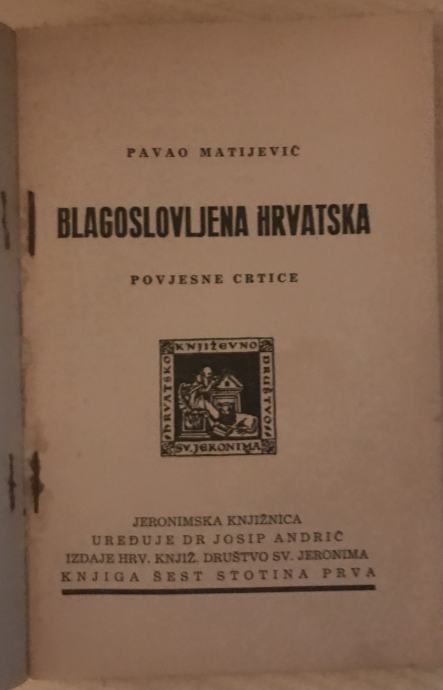 PAVAO MATIJEVIĆ
BLAGOSLOVLJENA HRVATSKA
POVJESNE CRTICE
HRVATSKO
KNJIŽEVNO
DRUŠTVO
SV. JERONIMA
JERONIMSKA KNJIŽNICA
UREĐUJE DR JOSIP ANDRIĆ
IZDAJE HRV. KNJIŽ. DRUŠTVO SV. JERONIMA
KNJIGA ŠEST STOTINA PRVA